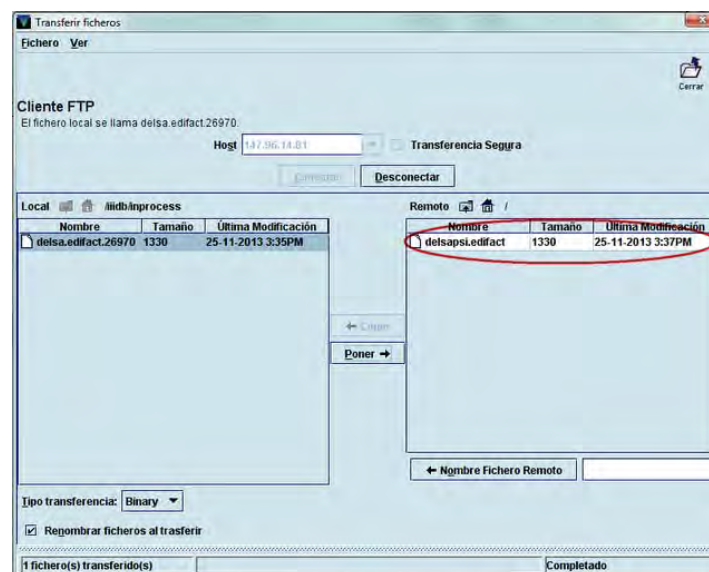 Transferir ficheros
Fichero Ver
Cerrar
Cliente FTP
El fichero local se llama delsa.edifact.26970.
Host 147.96.14.81 Transferencia Segura
Conectar Desconectar
Local /iiidb/inprocess
Remoto /
Nombre Tamaño Última Modificación
delsa.edifact.26970 1330 25-11-2013 3:35PM
Nombre Tamaño Última Modificación
delsapsi.edifact 1330 25-11-2013 3:37PM
Poner
Nombre Fichero Remoto
Tipo transferencia: Binary
Renombrar ficheros al trasferir
1 fichero(s) transferido(s)
Completado